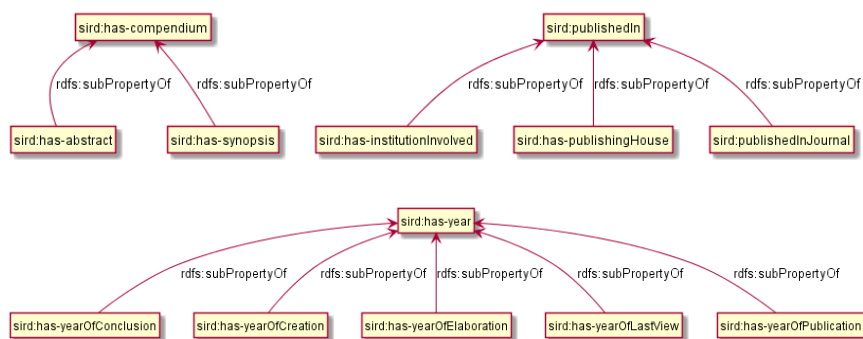 sird:has-compendium
sird:publishedIn
rdfs:subPropertyOf
rdfs:subPropertyOf
rdfs:subPropertyOf
rdfs:subPropertyOf
rdfs:subPropertyOf
sird:has-abstract
sird:has-synopsis
sird:has-institutionInvolved
sird:has-publishingHouse
sird:publishedInJournal
sird:has-year
rdfs:subPropertyOf
rdfs:subPropertyOf
rdfs:subPropertyOf
rdfs:subPropertyOf
rdfs:subPropertyOf
sird:has-yearOfConclusion
sird:has-yearOfCreation
sird:has-yearOfElaboration
sird:has-yearOfLastView
sird:has-yearOfPublication